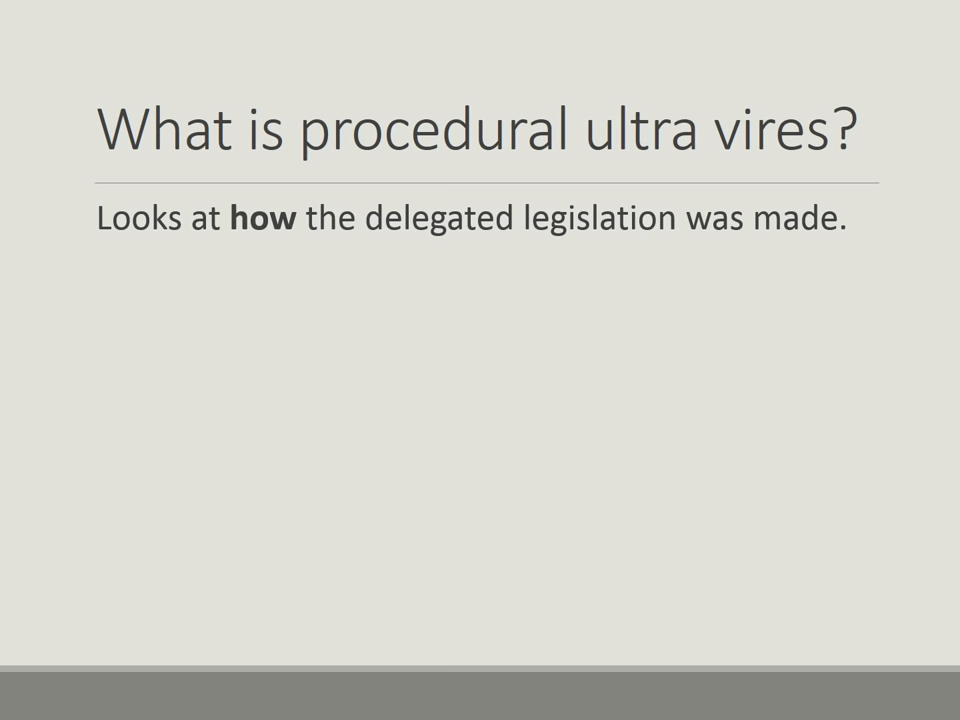 What is procedural ultra vires?
Looks at how the delegated legislation was made.